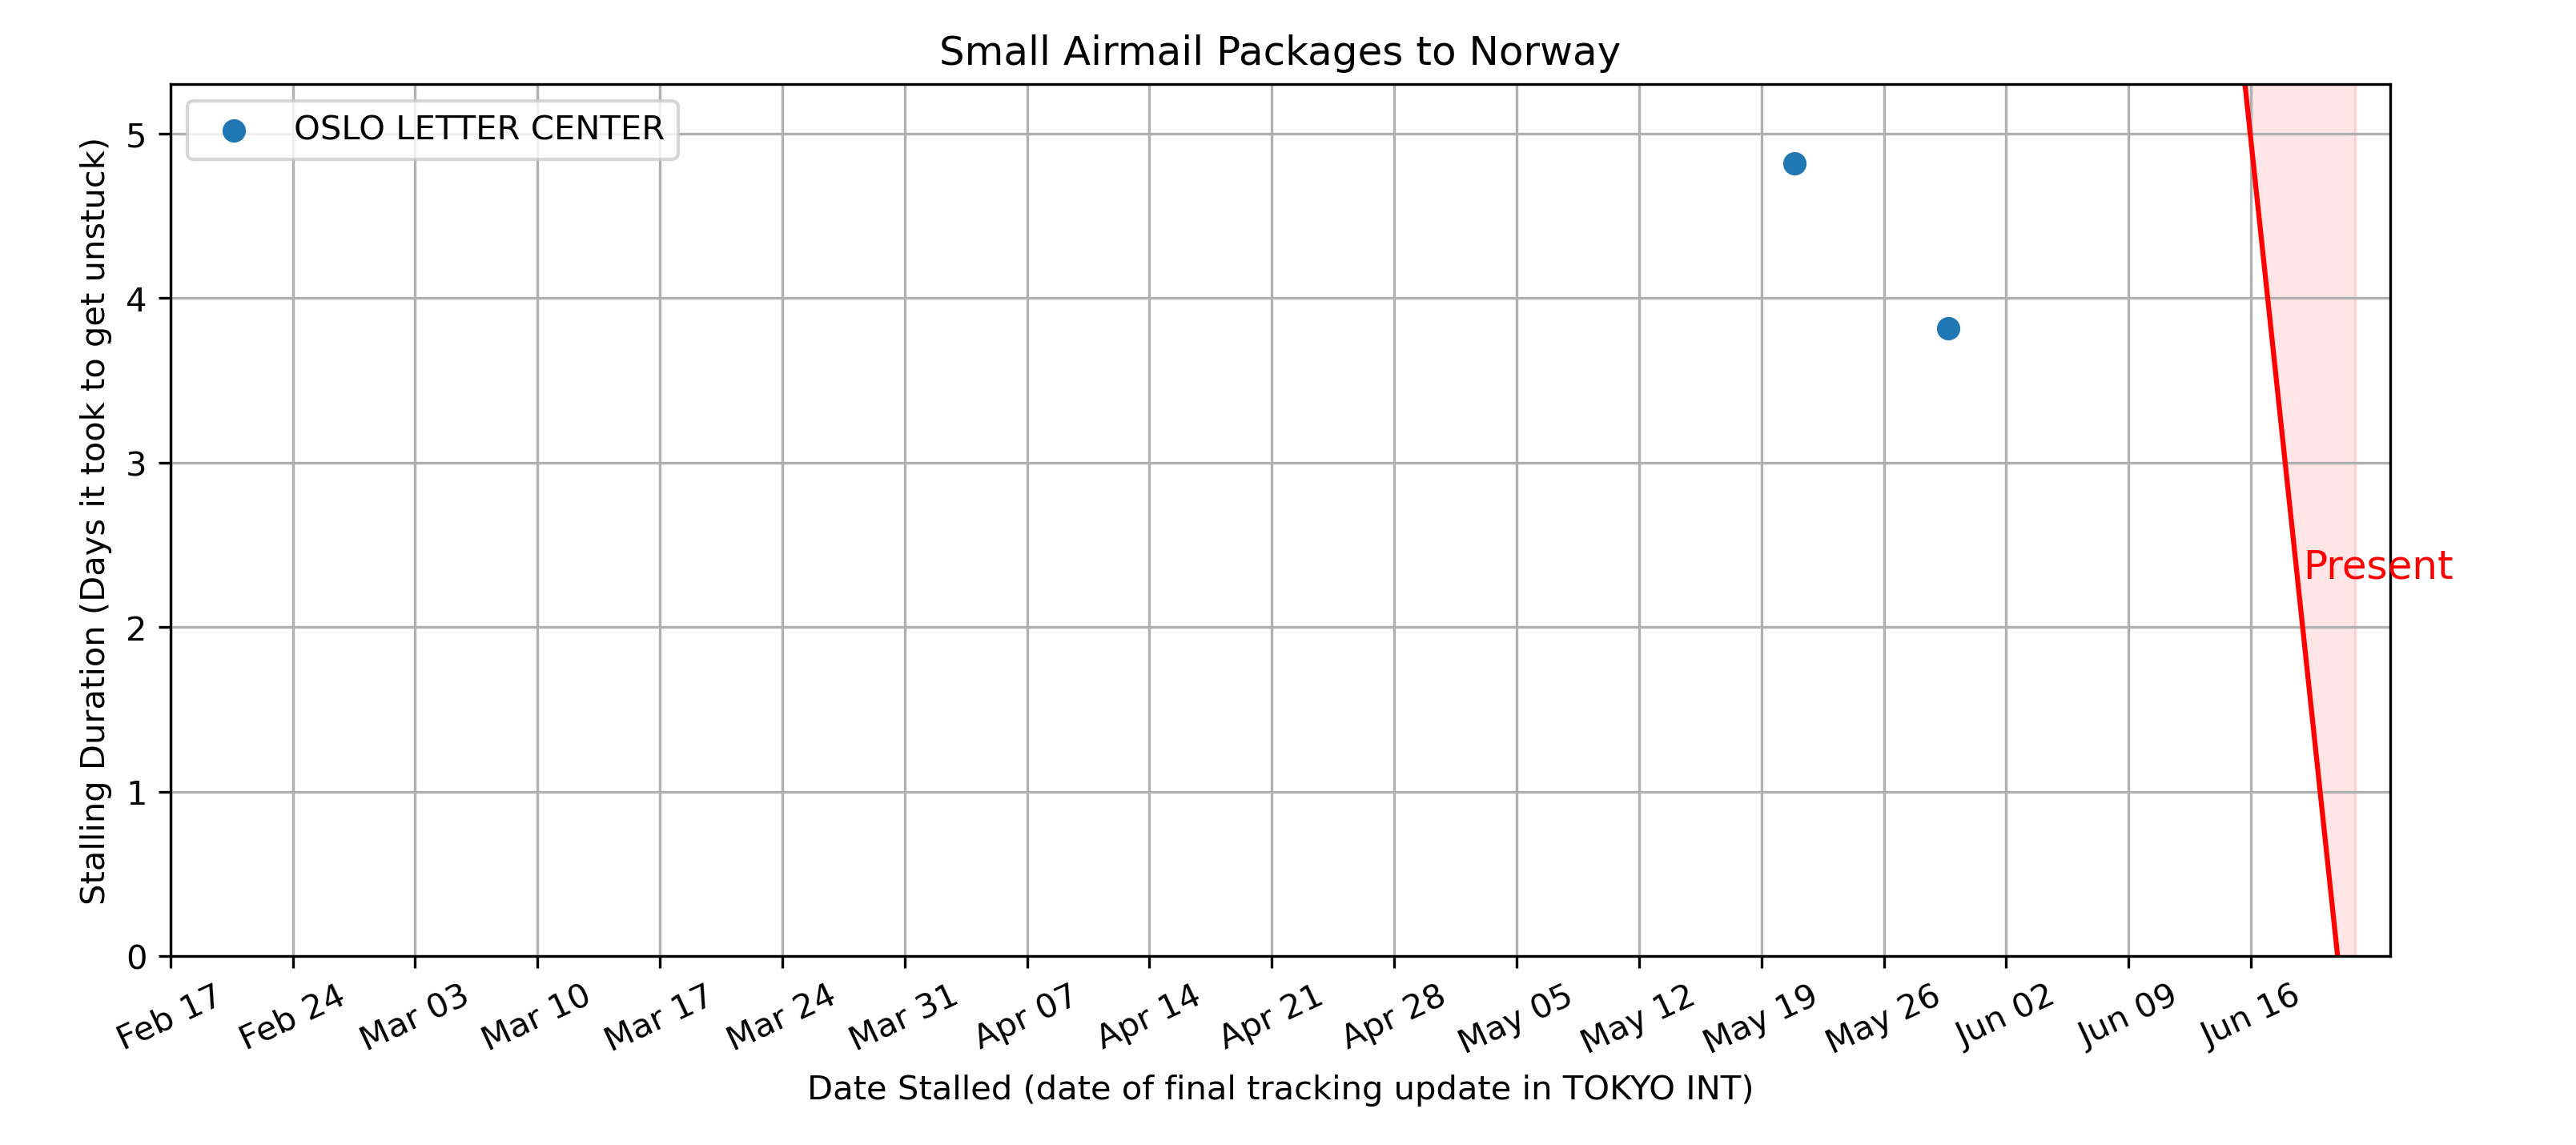 Small Airmail Packages to Norway
OSLO LETTER CENTER
Stalling Duration (Days it took to get unstuck)
5
4
3
2
1
0
Present
Feb 17
Feb 24
Mar 03
Mar 10
Mar 17
Mar 24
Mar 31
Apr 07
Apr 14
Apr 21
Apr 28
May 05
May 12
May 19
May 26
Jun 02
Jun 09
Jun 16
Date Stalled (date of final tracking update in TOKYO INT)